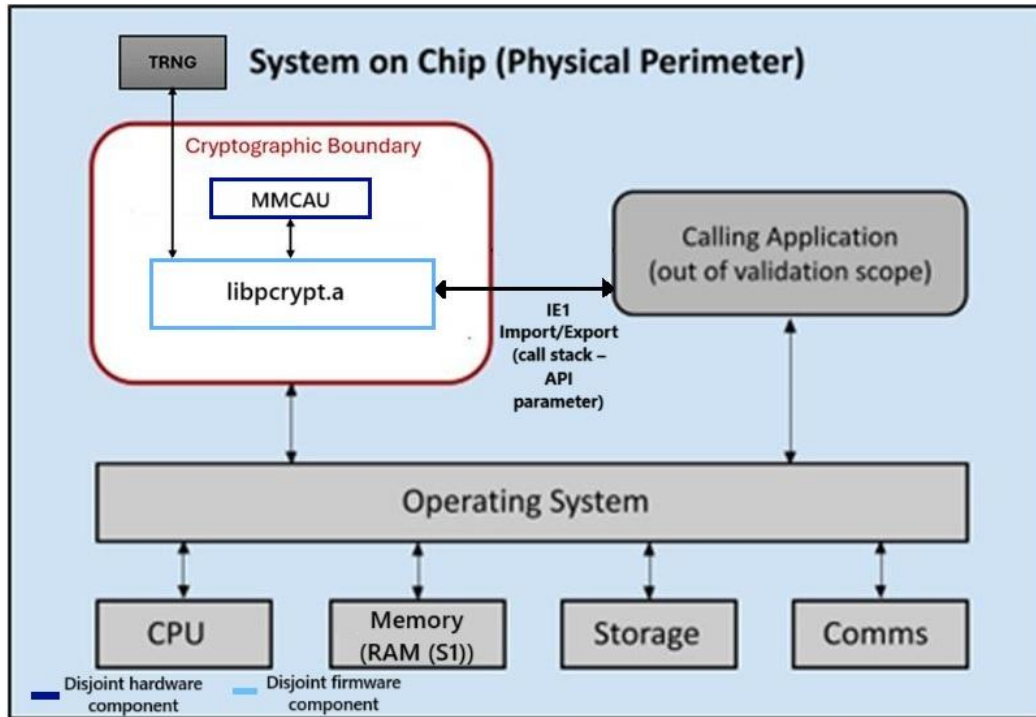 TRNG
System on Chip (Physical Perimeter)
Cryptographic Boundary
MMCAU
libpcrypt.a
Calling Application
(out of validation scope)
IE1
Import/Export
(call stack –
API
parameter)
Operating System
CPU
Memory
(RAM (S1))
Storage
Comms
Disjoint hardware
component
Disjoint firmware
component